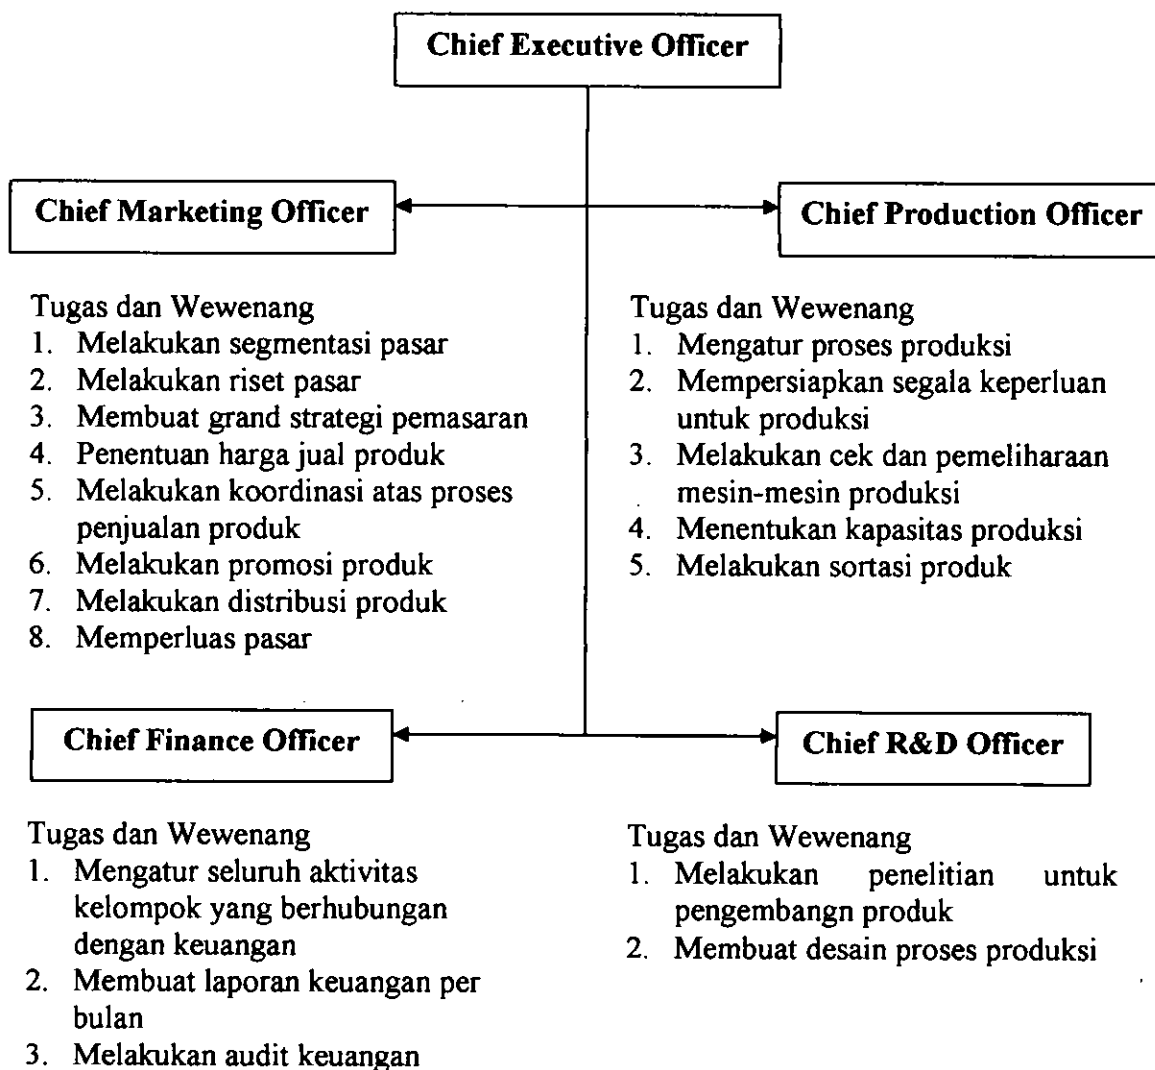 Chief Executive Officer
Chief Marketing Officer
Chief Production Officer
Tugas dan Wewenang
1. Melakukan segmentasi pasar
2. Melakukan riset pasar
3. Membuat grand strategi pemasaran
4. Penentuan harga jual produk
5. Melakukan koordinasi atas proses
penjualan produk
6. Melakukan promosi produk
7. Melakukan distribusi produk
8. Memperluas pasar
Tugas dan Wewenang
1. Mengatur proses produksi
2. Mempersiapkan segala keperluan
untuk produksi
3. Melakukan cek dan pemeliharaan
mesin-mesin produksi
4. Menentukan kapasitas produksi
5. Melakukan sortasi produk
Chief Finance Officer
Chief R&D Officer
Tugas dan Wewenang
1. Mengatur seluruh aktivitas
kelompok yang berhubungan
dengan keuangan
2. Membuat laporan keuangan per
bulan
3. Melakukan audit keuangan
Tugas dan Wewenang
1. Melakukan penelitian untuk
pengembangn produk
2. Membuat desain proses produksi